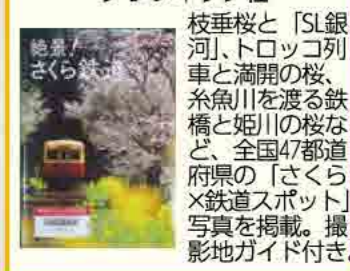 絶景!
さくら鉄道
枝垂桜と「SL銀
河」、トロッコ列
車と満開の桜、
糸魚川を渡る鉄
橋と姫川の桜な
ど、全国47都道
府県の「さくら
×鉄道スポット」
写真を掲載。撮
影地ガイド付き。